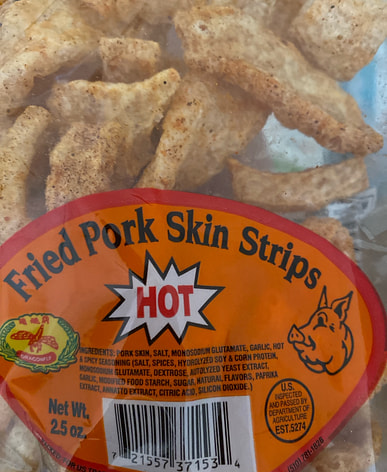 Fried Pork Skin Strips
HOT
INGREDIENTS: PORK SKIN, SALT, MONOSODIUM GLUTAMATE, GARLIC, HOT
& SPICY SEASONING (SALT, SPICES, HYDROLYZED SOY & CORN PROTEIN,
MONOSODIUM GLUTAMATE, DEXTROSE, AUTOLYZED YEAST EXTRACT,
GARLIC, MODIFIED FOOD STARCH, SUGAR, NATURAL FLAVORS, PAPRIKA
EXTRACT, ANNATTO EXTRACT, CITRIC ACID, SILICON DIOXIDE.)
DRAGONFLY
Net Wt.
2.5 oz.
U.S.
INSPECTED
AND PASSED BY
DEPARTMENT OF
AGRICULTURE
EST.5274
7 21557 37153 4